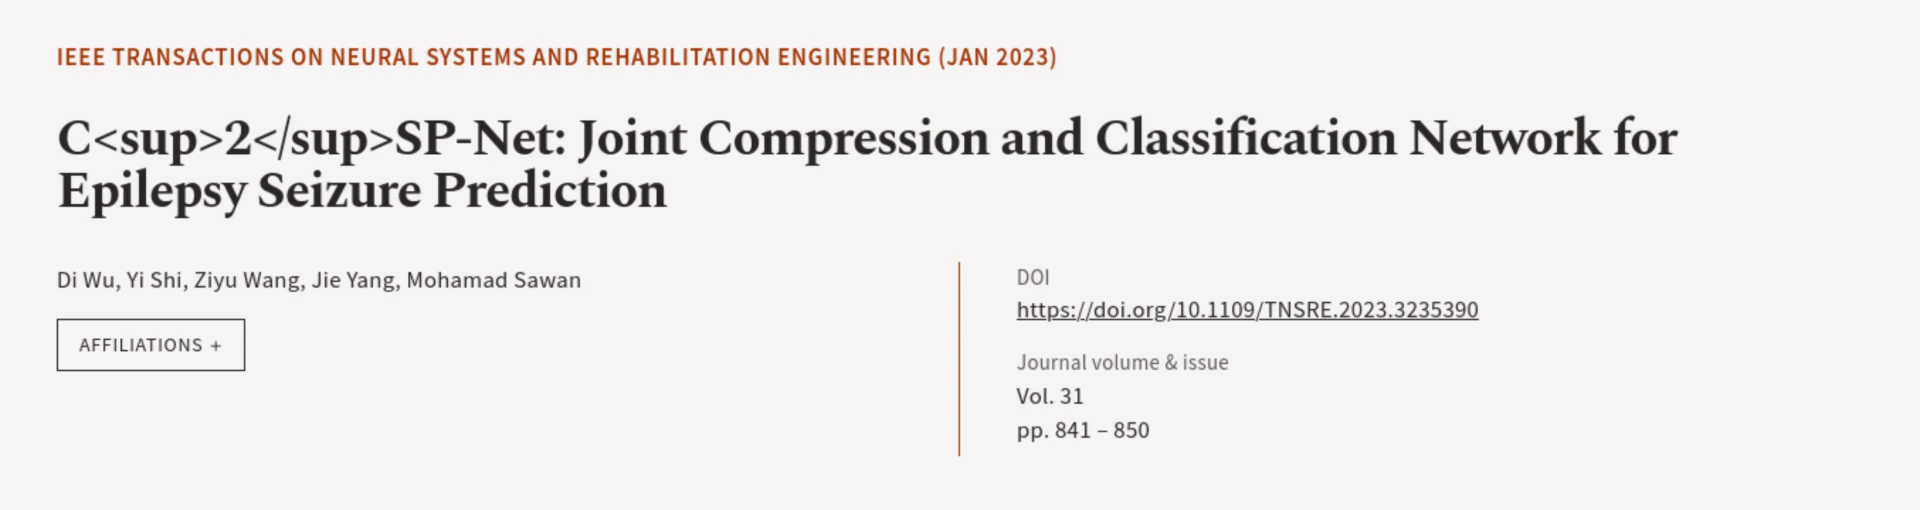 IEEE TRANSACTIONS ON NEURAL SYSTEMS AND REHABILITATION ENGINEERING (JAN 2023)
C<sup>2</sup>SP-Net: Joint Compression and Classification Network for
Epilepsy Seizure Prediction
Di Wu, Yi Shi, Ziyu Wang, Jie Yang, Mohamad Sawan
AFFILIATIONS +
DOI
https://doi.org/10.1109/TNSRE.2023.3235390
Journal volume & issue
Vol. 31
pp. 841 – 850